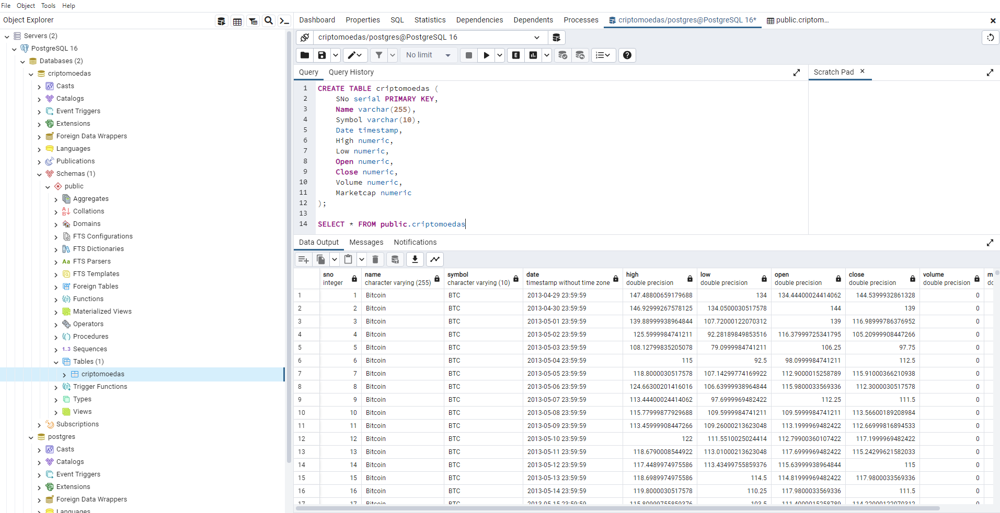 File Object Tools Help
Object Explorer
Servers (2)
PostgreSQL 16
Databases (2)
criptomoedas
Casts
Catalogs
Event Triggers
Extensions
Foreign Data Wrappers
Languages
Publications
Schemas (1)
public
Aggregates
Collations
Domains
FTS Configurations
FTS Dictionaries
Aa FTS Parsers
FTS Templates
Foreign Tables
Functions
Materialized Views
Operators
Procedures
1..3 Sequences
Tables (1)
criptomoedas
Trigger Functions
Types
Views
Subscriptions
postgres
Casts
Catalogs
Event Triggers
Extensions
Foreign Data Wrappers
Languages
Dashboard Properties SQL Statistics Dependencies Dependents Processes criptomoedas/postgres@PostgreSQL 16* public.criptom...
criptomoedas/postgres@PostgreSQL 16
No limit
Query Query History
Scratch Pad
1 CREATE TABLE criptomoedas (
2 SNo serial PRIMARY KEY,
3 Name varchar(255),
4 Symbol varchar(10),
5 Date timestamp,
6 High numeric,
7 Low numeric,
8 Open numeric,
9 Close numeric,
10 Volume numeric,
11 Marketcap numeric
12 );
13
14 SELECT * FROM public.criptomoedas
Data Output Messages Notifications
sno name symbol date high low open close volume m
integer character varying (255) character varying (10) timestamp without time zone double precision double precision double precision double precision double precision dc
1 1 Bitcoin BTC 2013-04-29 23:59:59 147.48800659179688 134 134.44400024414062 144.5399932861328 0
2 2 Bitcoin BTC 2013-04-30 23:59:59 146.92999267578125 134.0500030517578 144 139 0
3 3 Bitcoin BTC 2013-05-01 23:59:59 139.88999938964844 107.72000122070312 139 116.98999786376952 0
4 4 Bitcoin BTC 2013-05-02 23:59:59 125.5999984741211 92.28189849853516 116.37999725341795 105.20999908447266 0
5 5 Bitcoin BTC 2013-05-03 23:59:59 108.12799835205078 79.0999984741211 106.25 97.75 0
6 6 Bitcoin BTC 2013-05-04 23:59:59 115 92.5 98.0999984741211 112.5 0
7 7 Bitcoin BTC 2013-05-05 23:59:59 118.8000030517578 107.14299774169922 112.9000015258789 115.91000366210938 0
8 8 Bitcoin BTC 2013-05-06 23:59:59 124.66300201416016 106.63999938964844 115.9800033569336 112.3000030517578 0
9 9 Bitcoin BTC 2013-05-07 23:59:59 113.44400024414062 97.6999969482422 112.25 111.5 0
10 10 Bitcoin BTC 2013-05-08 23:59:59 115.77999877929688 109.5999984741211 109.5999984741211 113.56600189208984 0
11 11 Bitcoin BTC 2013-05-09 23:59:59 113.45999908447266 109.26000213623048 113.1999969482422 112.66999816894533 0
12 12 Bitcoin BTC 2013-05-10 23:59:59 122 111.5510025024414 112.79900360107422 117.1999969482422 0
13 13 Bitcoin BTC 2013-05-11 23:59:59 118.6790008544922 113.01000213623048 117.6999969482422 115.242996215820​33 0
14 14 Bitcoin BTC 2013-05-12 23:59:59 117.4489974975586 113.43499755859376 115.63999938964844 115 0
15 15 Bitcoin BTC 2013-05-13 23:59:59 118.6989974975586 114.5 114.81999969482422 117.9800033569336 0
16 16 Bitcoin BTC 2013-05-14 23:59:59 119.8000030517578 110.25 117.9800033569336 111.5 0
17 17 Bitcoin BTC 2013-05-15 23:59:59 115.80999755859376 103.5 111.4000015258789 114.22000122070312 0